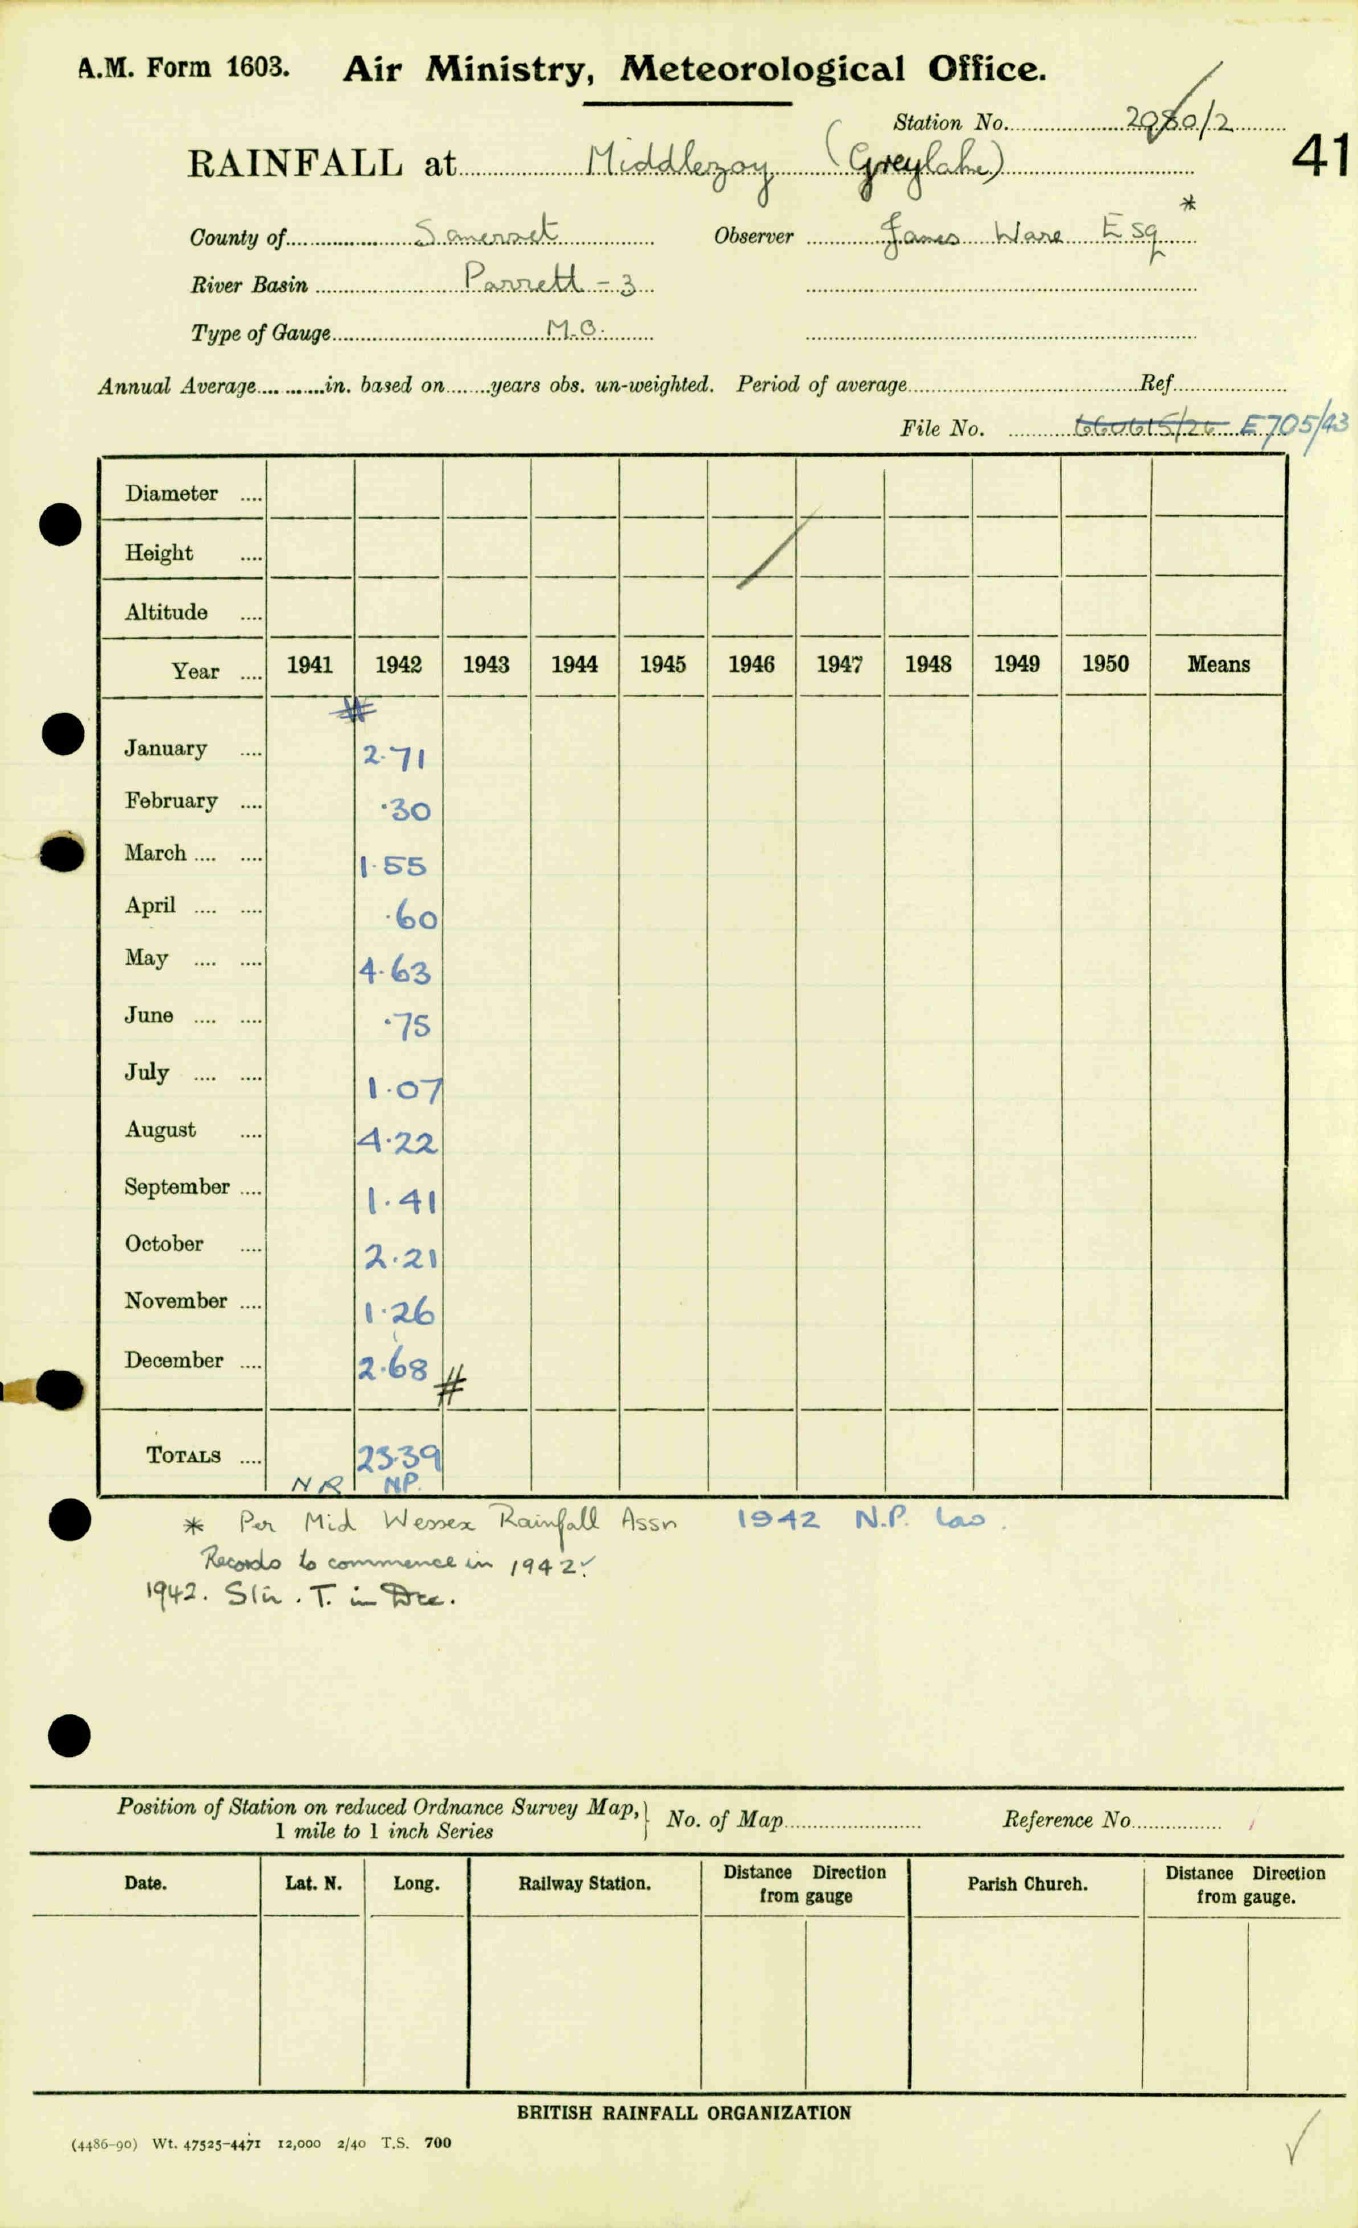 A.M. Form 1603. Air Ministry, Meteorological Office.
Station No. 2080/2
41
RAINFALL at Middlezoy (Greylake)
*
County of Somerset Observer James Ware Esq
River Basin Parrett - 3
Type of Gauge M.O.
Annual Average in. based on years obs. un-weighted. Period of average Ref
File No. 660615/26 E705/43
Diameter
Height
Altitude
Year 1941 1942 1943 1944 1945 1946 1947 1948 1949 1950 Means
#
January 2.71
February .30
March 1.55
April .60
May 4.63
June .75
July 1.07
August 4.22
September 1.41
October 2.21
November 1.26
December 2.68 #
TOTALS 23.39
NR NP.
* Per Mid Wessex Rainfall Assn 1942 N.P.
Records to commence in 1942.
1942. T. in Dec.
Position of Station on reduced Ordnance Survey Map, } No. of Map Reference No.
1 mile to 1 inch Series
Date. Lat. N. Long. Railway Station. Distance Direction from gauge Parish Church. Distance Direction from gauge.
BRITISH RAINFALL ORGANIZATION
(4486-90) Wt. 47525-4471 12,000 2/40 T.S. 700